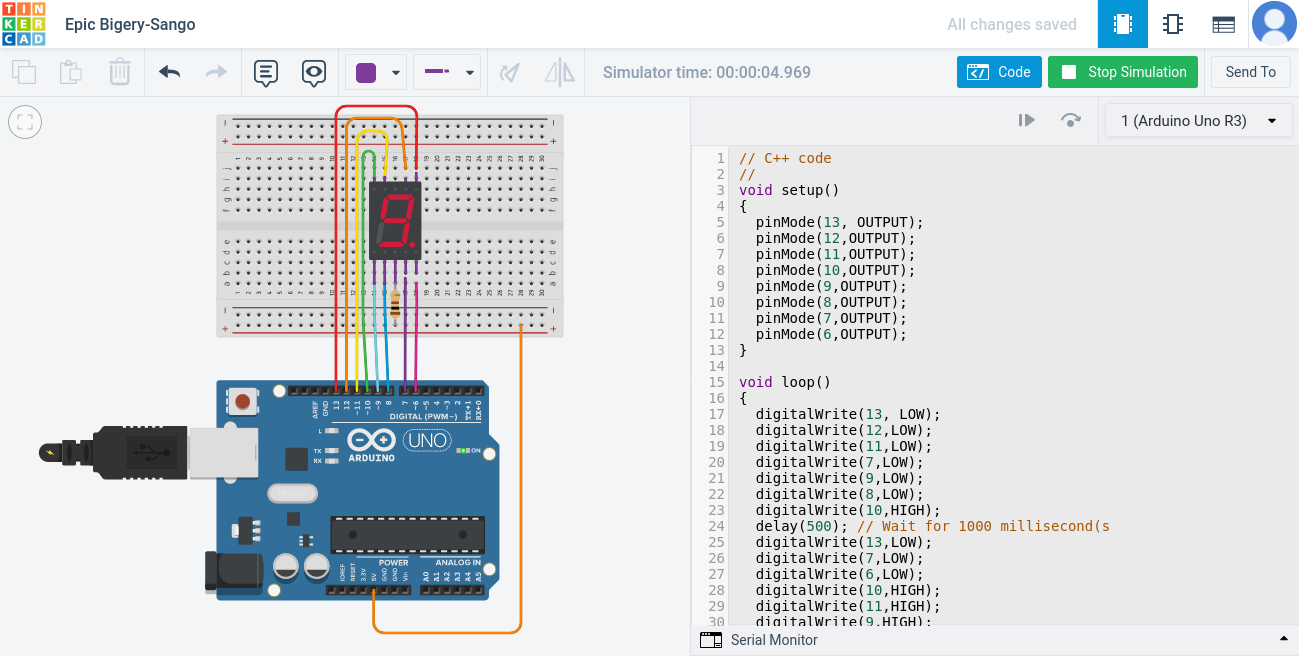 TIN
KER
CAD
Epic Bigery-Sango
All changes saved
Simulator time: 00:00:04.969
Code
Stop Simulation
Send To
1 (Arduino Uno R3)
1 // C++ code
2 //
3 void setup()
4 {
5 pinMode(13, OUTPUT);
6 pinMode(12,OUTPUT);
7 pinMode(11,OUTPUT);
8 pinMode(10,OUTPUT);
9 pinMode(9,OUTPUT);
10 pinMode(8,OUTPUT);
11 pinMode(7,OUTPUT);
12 pinMode(6,OUTPUT);
13 }
14
15 void loop()
16 {
17 digitalWrite(13, LOW);
18 digitalWrite(12,LOW);
19 digitalWrite(11,LOW);
20 digitalWrite(7,LOW);
21 digitalWrite(9,LOW);
22 digitalWrite(8,LOW);
23 digitalWrite(10,HIGH);
24 delay(500); // Wait for 1000 millisecond(s
25 digitalWrite(13,LOW);
26 digitalWrite(7,LOW);
27 digitalWrite(6,LOW);
28 digitalWrite(10,HIGH);
29 digitalWrite(11,HIGH);
30 digitalWrite(9,HIGH);
Serial Monitor
9.
AREF
GND
13
12
~11
~10
~9
8
7
~6
~5
4
~3
2
TX→1
RX←0
DIGITAL (PWM~)
L
TX
RX
UNO
ARDUINO
ON
POWER
ANALOG IN
IOREF
RESET
3.3V
5V
GND
GND
Vin
A0
A1
A2
A3
A4
A5